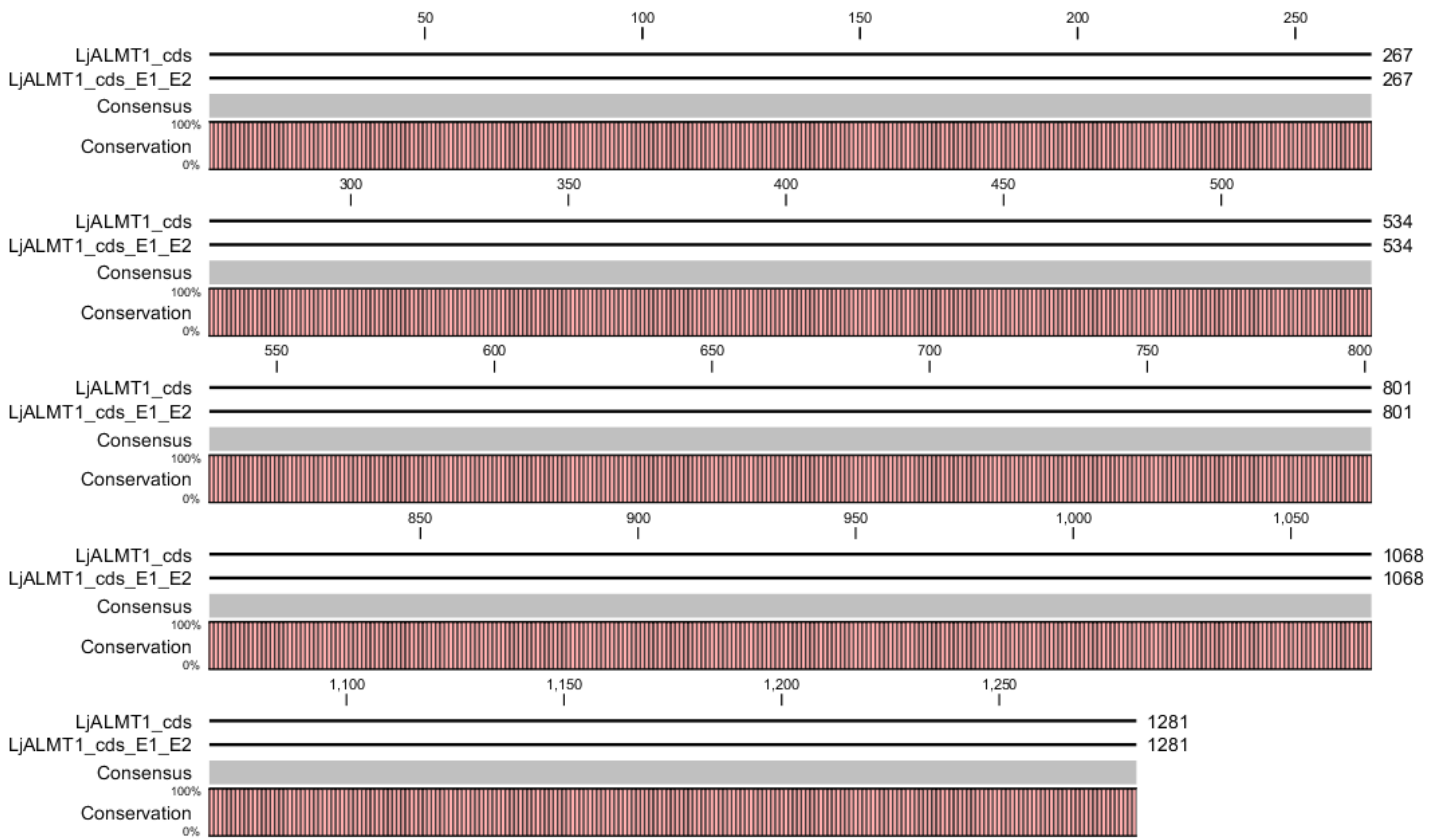 50 100 150 200 250
LjALMT1_cds 267
LjALMT1_cds_E1_E2 267
Consensus
100%
Conservation
0%
300 350 400 450 500
LjALMT1_cds 534
LjALMT1_cds_E1_E2 534
Consensus
100%
Conservation
0%
550 600 650 700 750 800
LjALMT1_cds 801
LjALMT1_cds_E1_E2 801
Consensus
100%
Conservation
0%
850 900 950 1,000 1,050
LjALMT1_cds 1068
LjALMT1_cds_E1_E2 1068
Consensus
100%
Conservation
0%
1,100 1,150 1,200 1,250
LjALMT1_cds 1281
LjALMT1_cds_E1_E2 1281
Consensus
100%
Conservation
0%